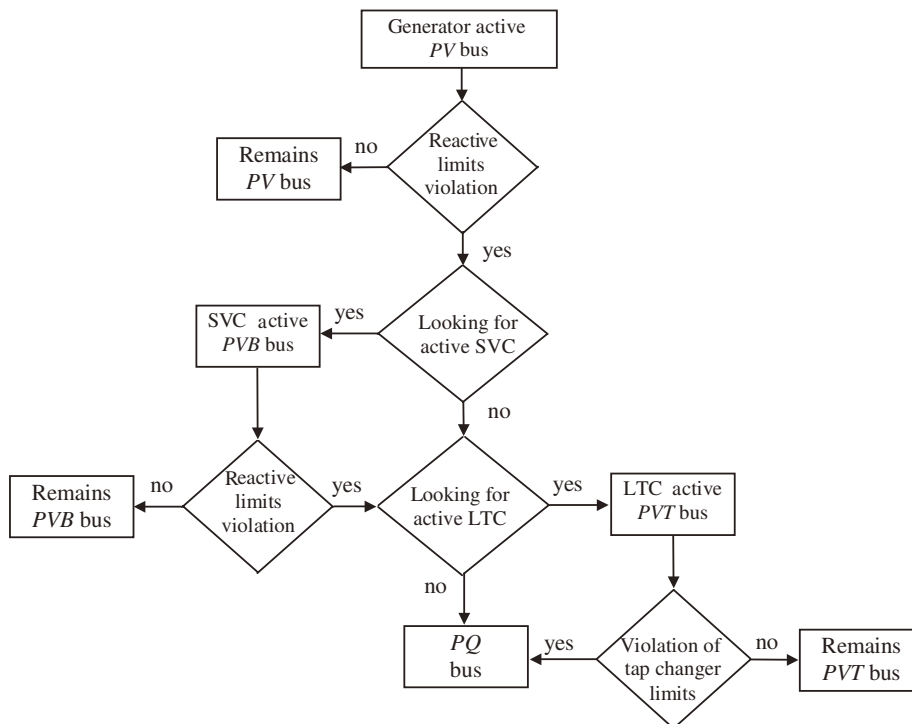 Generator active
PV bus
Reactive
limits
violation
no
Remains
PV bus
yes
Looking for
active SVC
yes
SVC active
PVB bus
no
Reactive
limits
violation
no
Remains
PVB bus
yes
Looking for
active LTC
yes
LTC active
PVT bus
no
PQ
bus
yes
Violation of
tap changer
limits
no
Remains
PVT bus